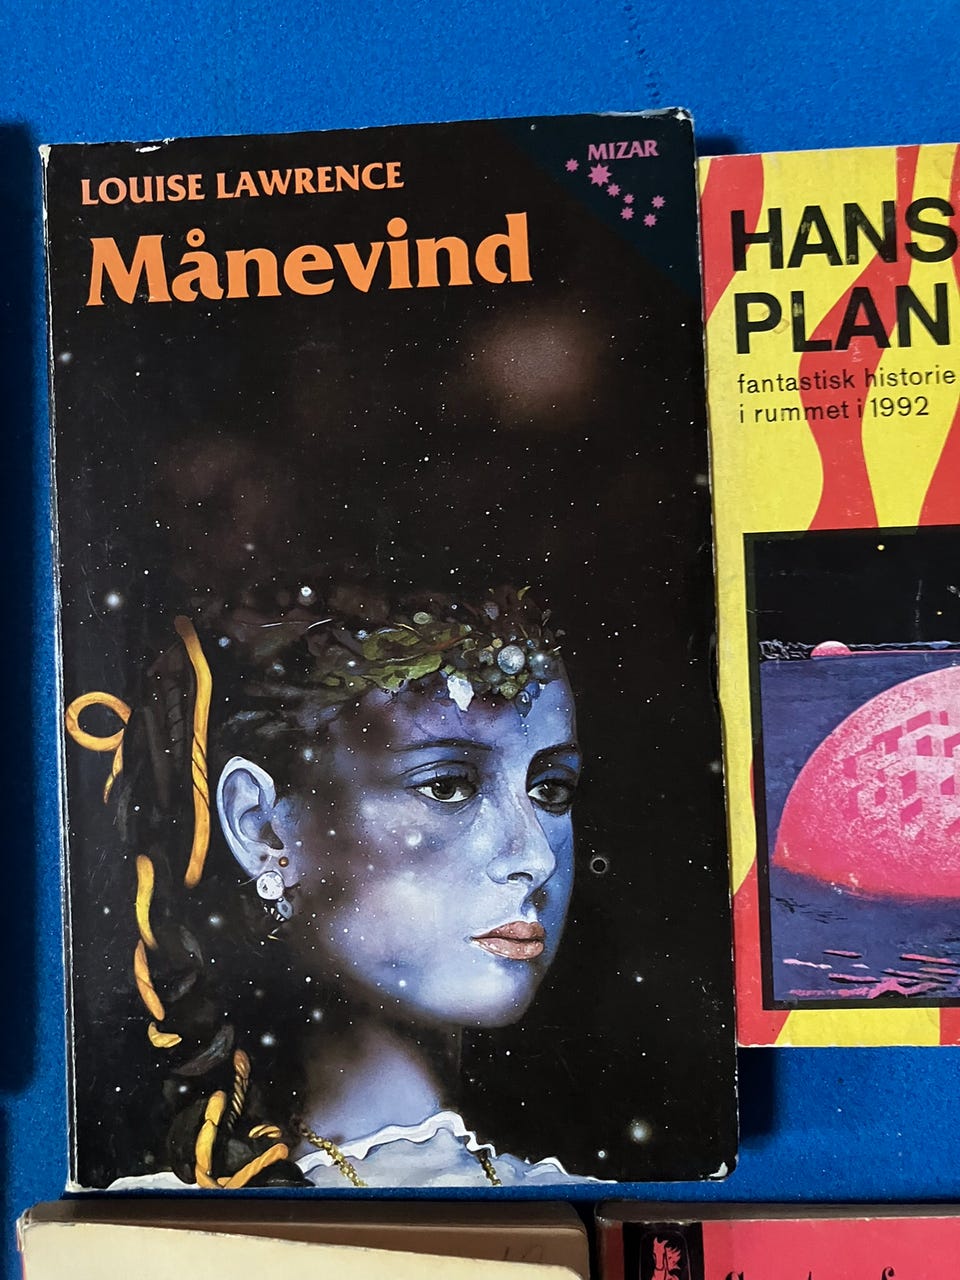 LOUISE LAWRENCE
Månevind
MIZAR
HANS
PLAN
fantastisk historie
i rummet i 1992